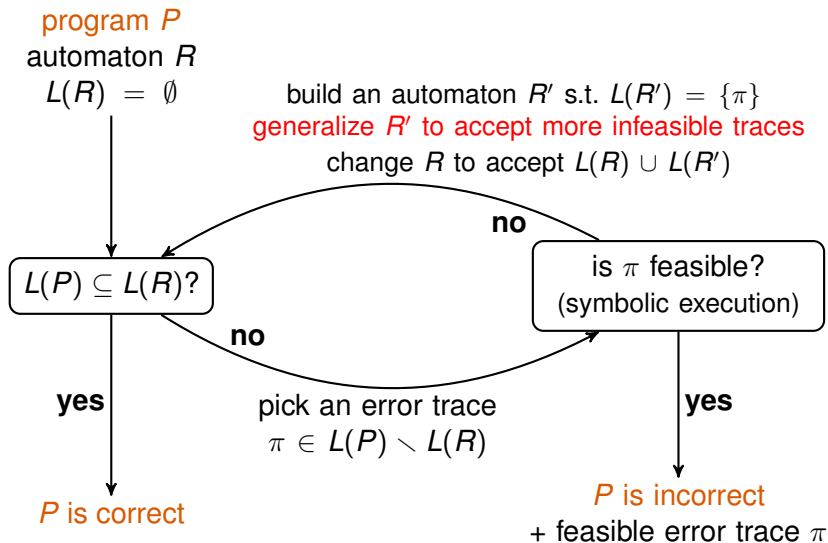 program P
automaton R
L(R) = ∅
build an automaton R′ s.t. L(R′) = {π}
generalize R′ to accept more infeasible traces
change R to accept L(R) ∪ L(R′)
no
L(P) ⊆ L(R)?
is π feasible?
(symbolic execution)
no
yes
pick an error trace
π ∈ L(P) ∖ L(R)
yes
P is correct
P is incorrect
+ feasible error trace π